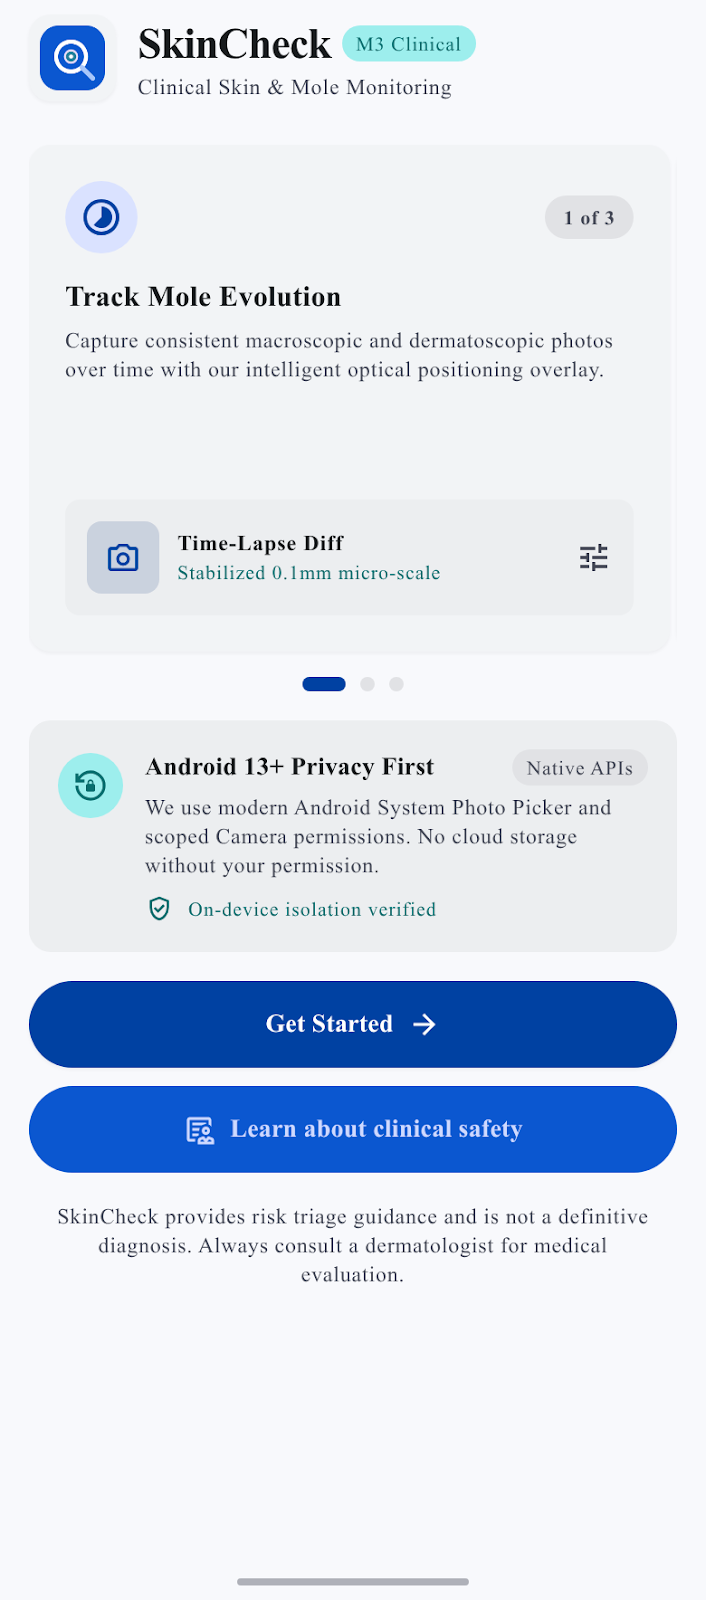 SkinCheck
M3 Clinical
Clinical Skin & Mole Monitoring
1 of 3
Track Mole Evolution
Capture consistent macroscopic and dermatoscopic photos
over time with our intelligent optical positioning overlay.
Time-Lapse Diff
Stabilized 0.1mm micro-scale
Android 13+ Privacy First
Native APIs
We use modern Android System Photo Picker and
scoped Camera permissions. No cloud storage
without your permission.
On-device isolation verified
Get Started
Learn about clinical safety
SkinCheck provides risk triage guidance and is not a definitive
diagnosis. Always consult a dermatologist for medical
evaluation.